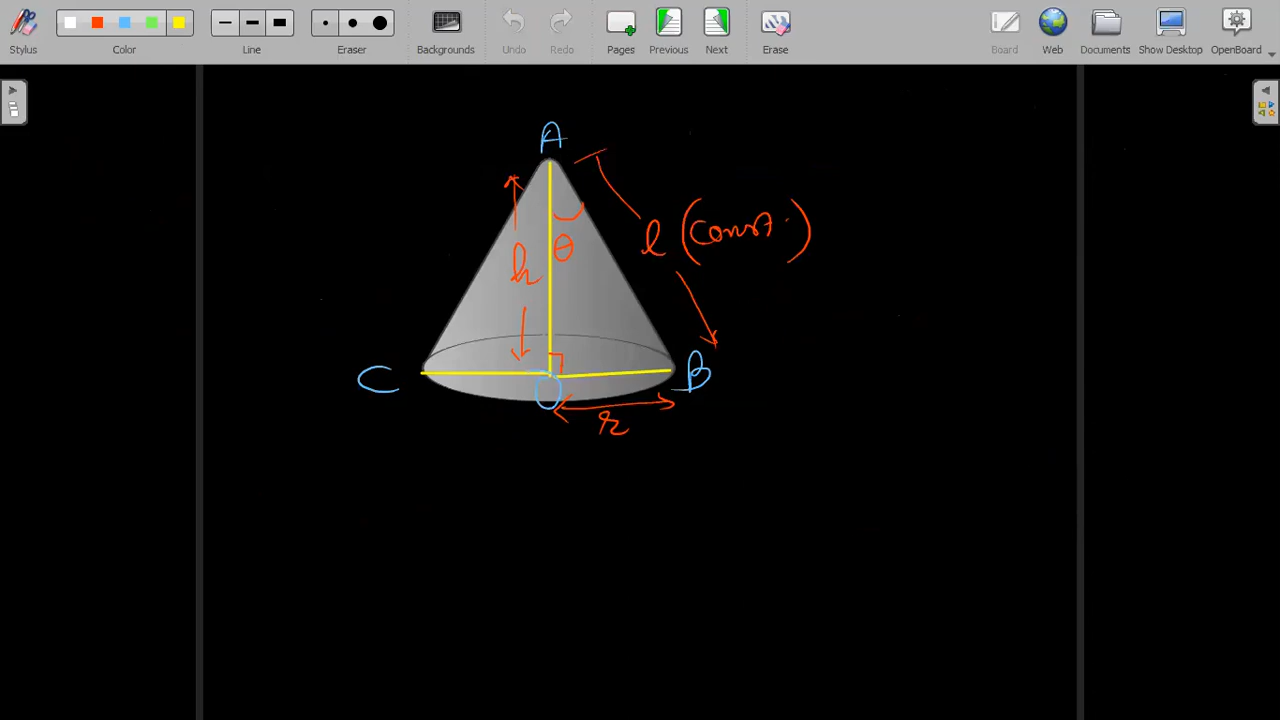 Stylus Color Line Eraser Backgrounds Undo Redo Pages Previous Next Erase Board Web Documents Show Desktop OpenBoard
A
l (const.)
θ
h
C
O
B
r